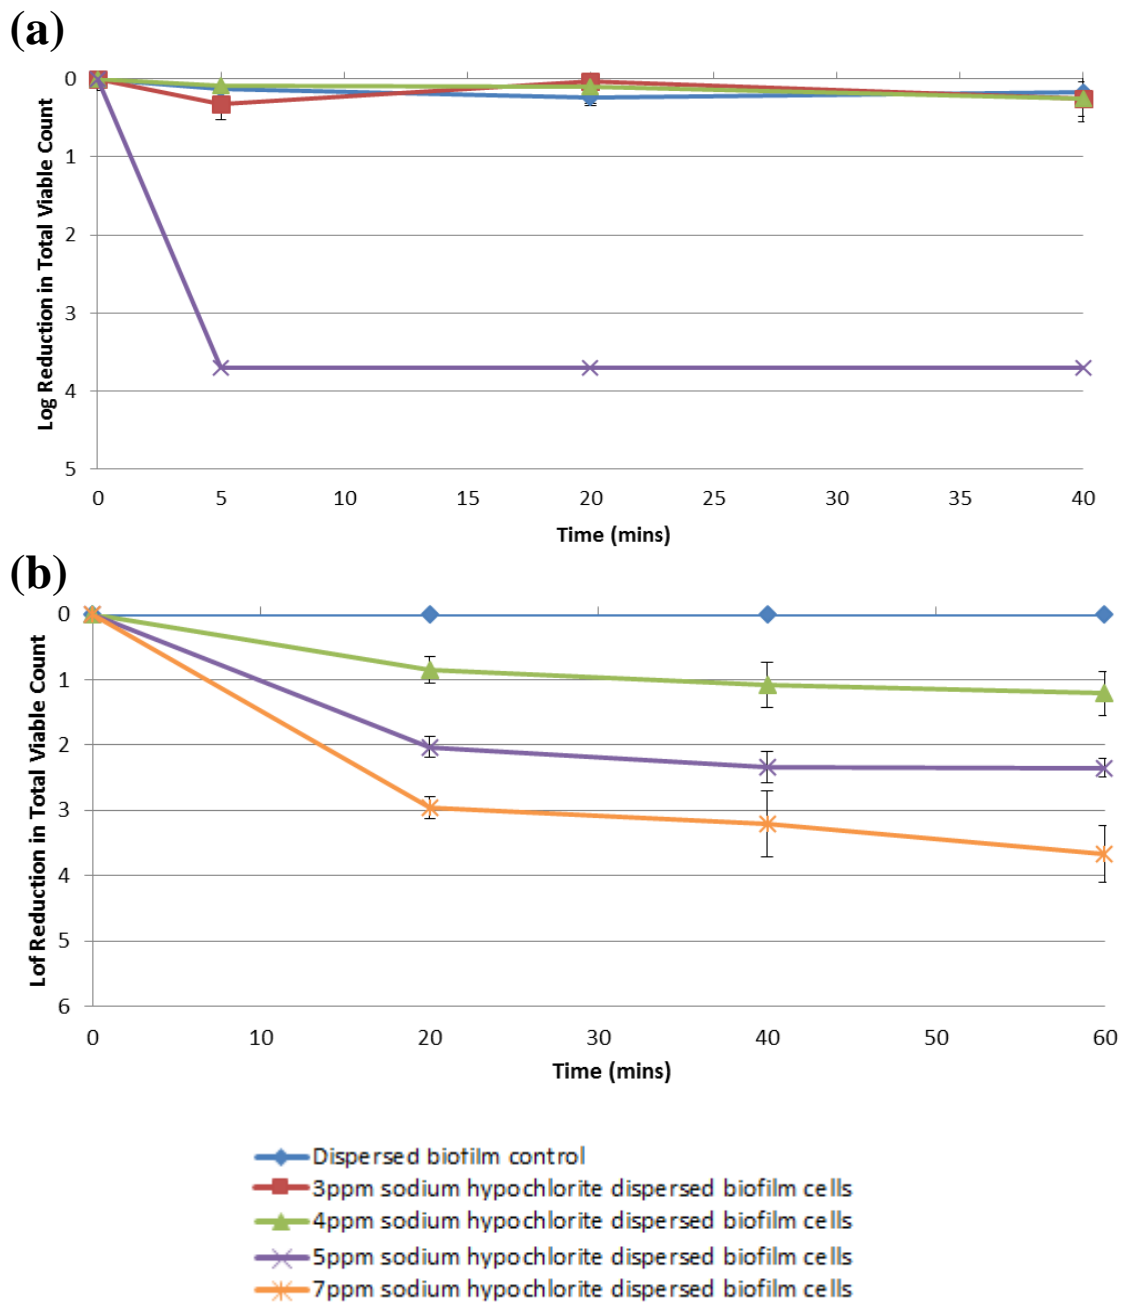 (a)
0
1
2
3
4
5
Log Reduction in Total Viable Count
0 5 10 15 20 25 30 35 40
Time (mins)
(b)
0
1
2
3
4
5
6
Lof Reduction in Total Viable Count
0 10 20 30 40 50 60
Time (mins)
Dispersed biofilm control
3ppm sodium hypochlorite dispersed biofilm cells
4ppm sodium hypochlorite dispersed biofilm cells
5ppm sodium hypochlorite dispersed biofilm cells
7ppm sodium hypochlorite dispersed biofilm cells